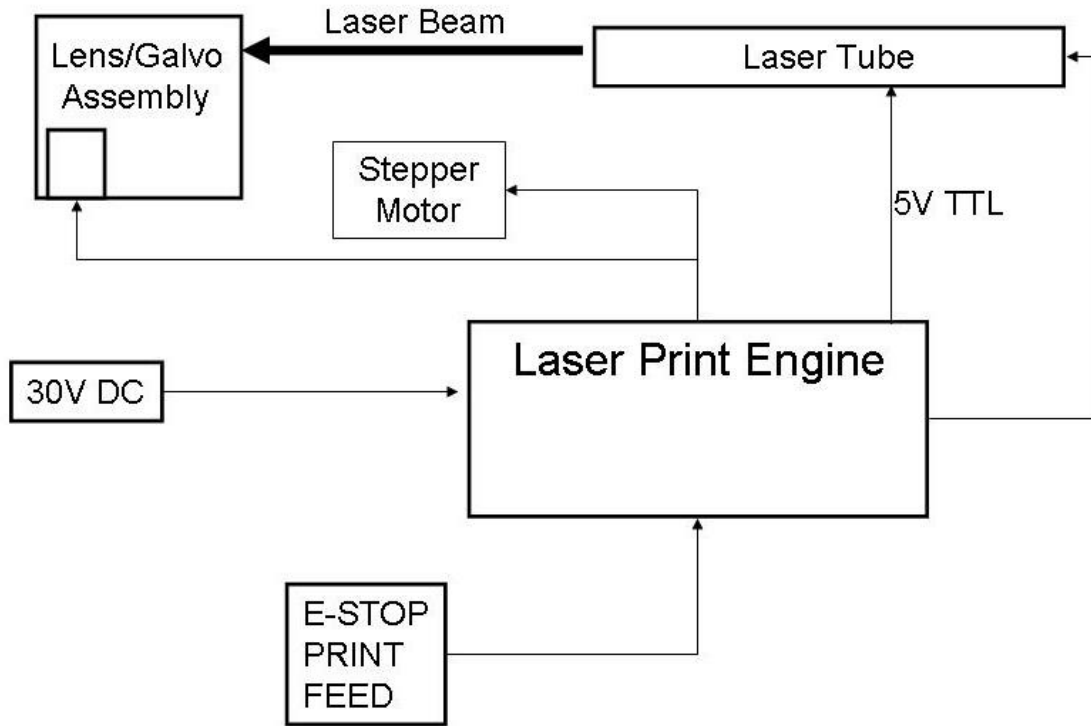 Laser Beam
Lens/Galvo
Assembly
Laser Tube
Stepper
Motor
5V TTL
Laser Print Engine
30V DC
E-STOP
PRINT
FEED